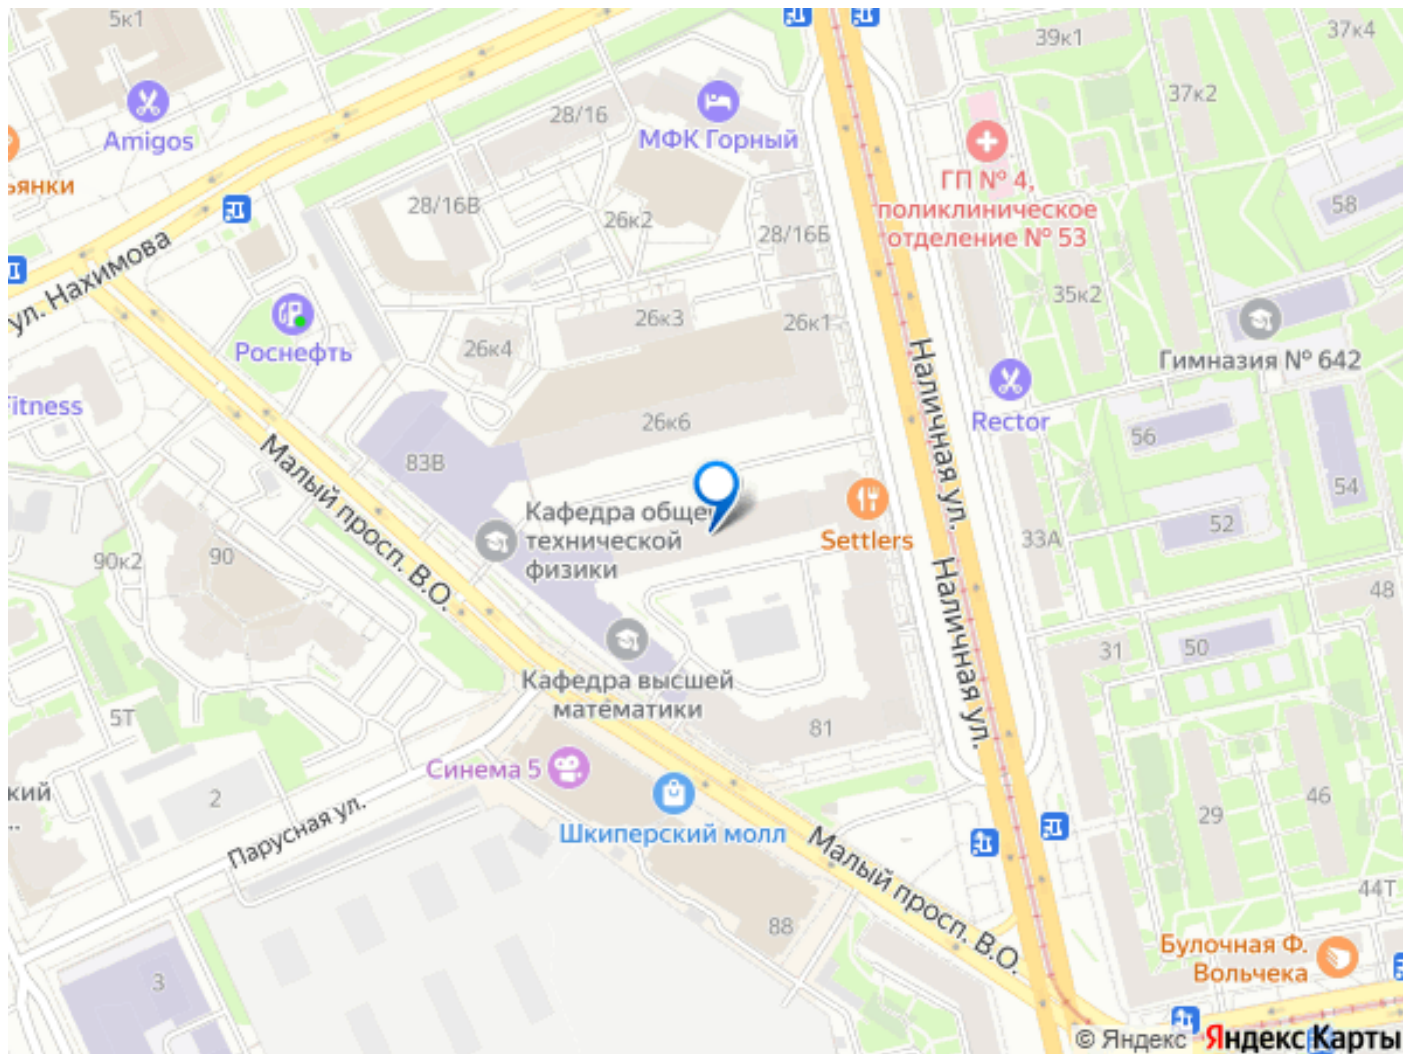 5к1
39к1
37к4
37к2
Amigos
28/16
МФК Горный
ГП № 4,
поликлиническое
отделение № 53
ьянки
28/16В
26к2
28/16Б
58
ул. Нахимова
35к2
Роснефть
26к3
26к1
26к4
Гимназия № 642
Fitness
Наличная ул.
Rector
26к6
56
83В
Малый просп. В.О.
54
Кафедра общей
технической
физики
Settlers
52
33А
90к2
90
Наличная ул.
48
31
50
Кафедра высшей
математики
5Т
81
Синема 5
кий
..
2
Парусная ул.
Шкиперский молл
46
29
Малый просп. В.О.
44Т
88
Булочная Ф.
Вольчека
3
© Яндекс Яндекс Карты